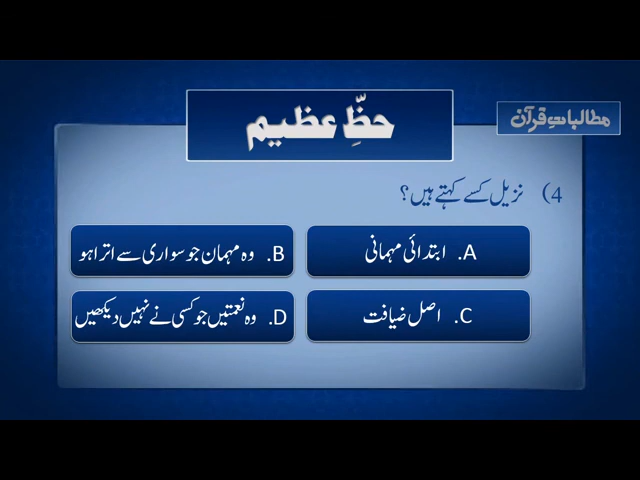 حظِّ عظیم
مطالباتِ قرآن
4) نزیل کسے کہتے ہیں؟
A. ابتدائی مہمانی
B. وہ مہمان جو سواری سے اترا ہو
C. اصل ضیافت
D. وہ نعمتیں جو کسی نے نہیں دیکھیں